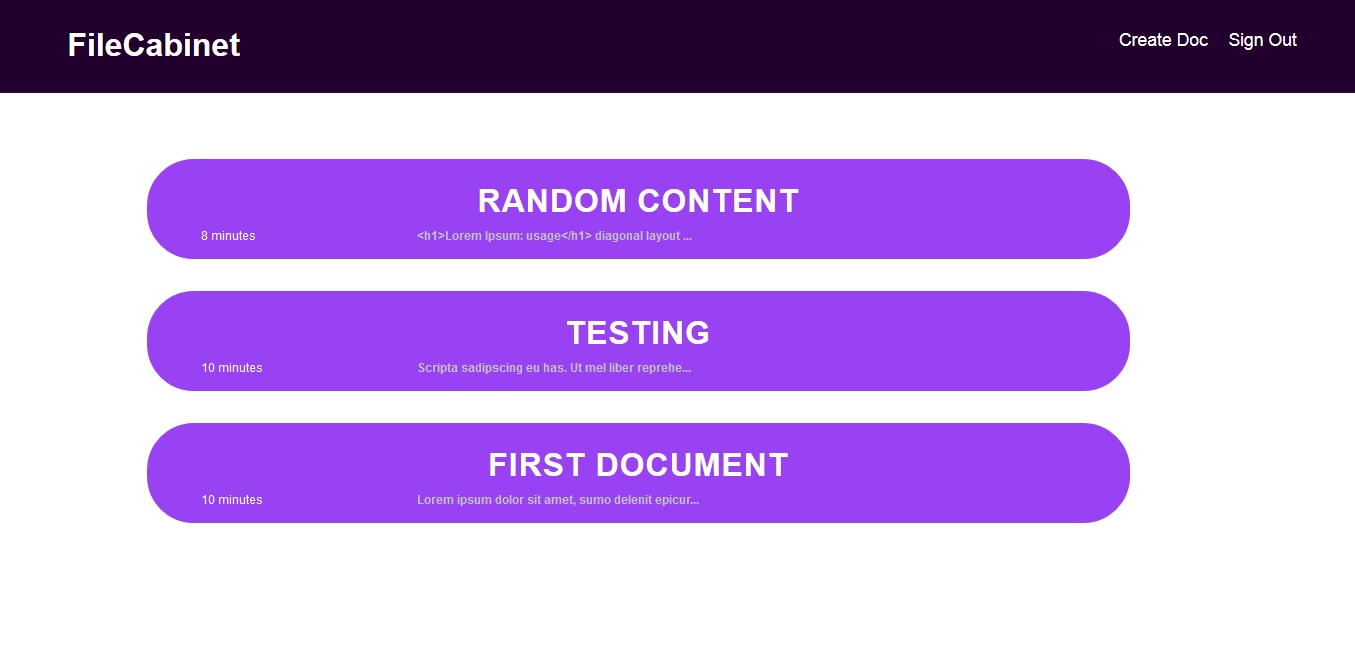 FileCabinet
Create Doc Sign Out
RANDOM CONTENT
8 minutes <h1>Lorem Ipsum: usage</h1> diagonal layout ...
TESTING
10 minutes Scripta sadipscing eu has. Ut mel liber reprehe...
FIRST DOCUMENT
10 minutes Lorem ipsum dolor sit amet, sumo delenit epicur...